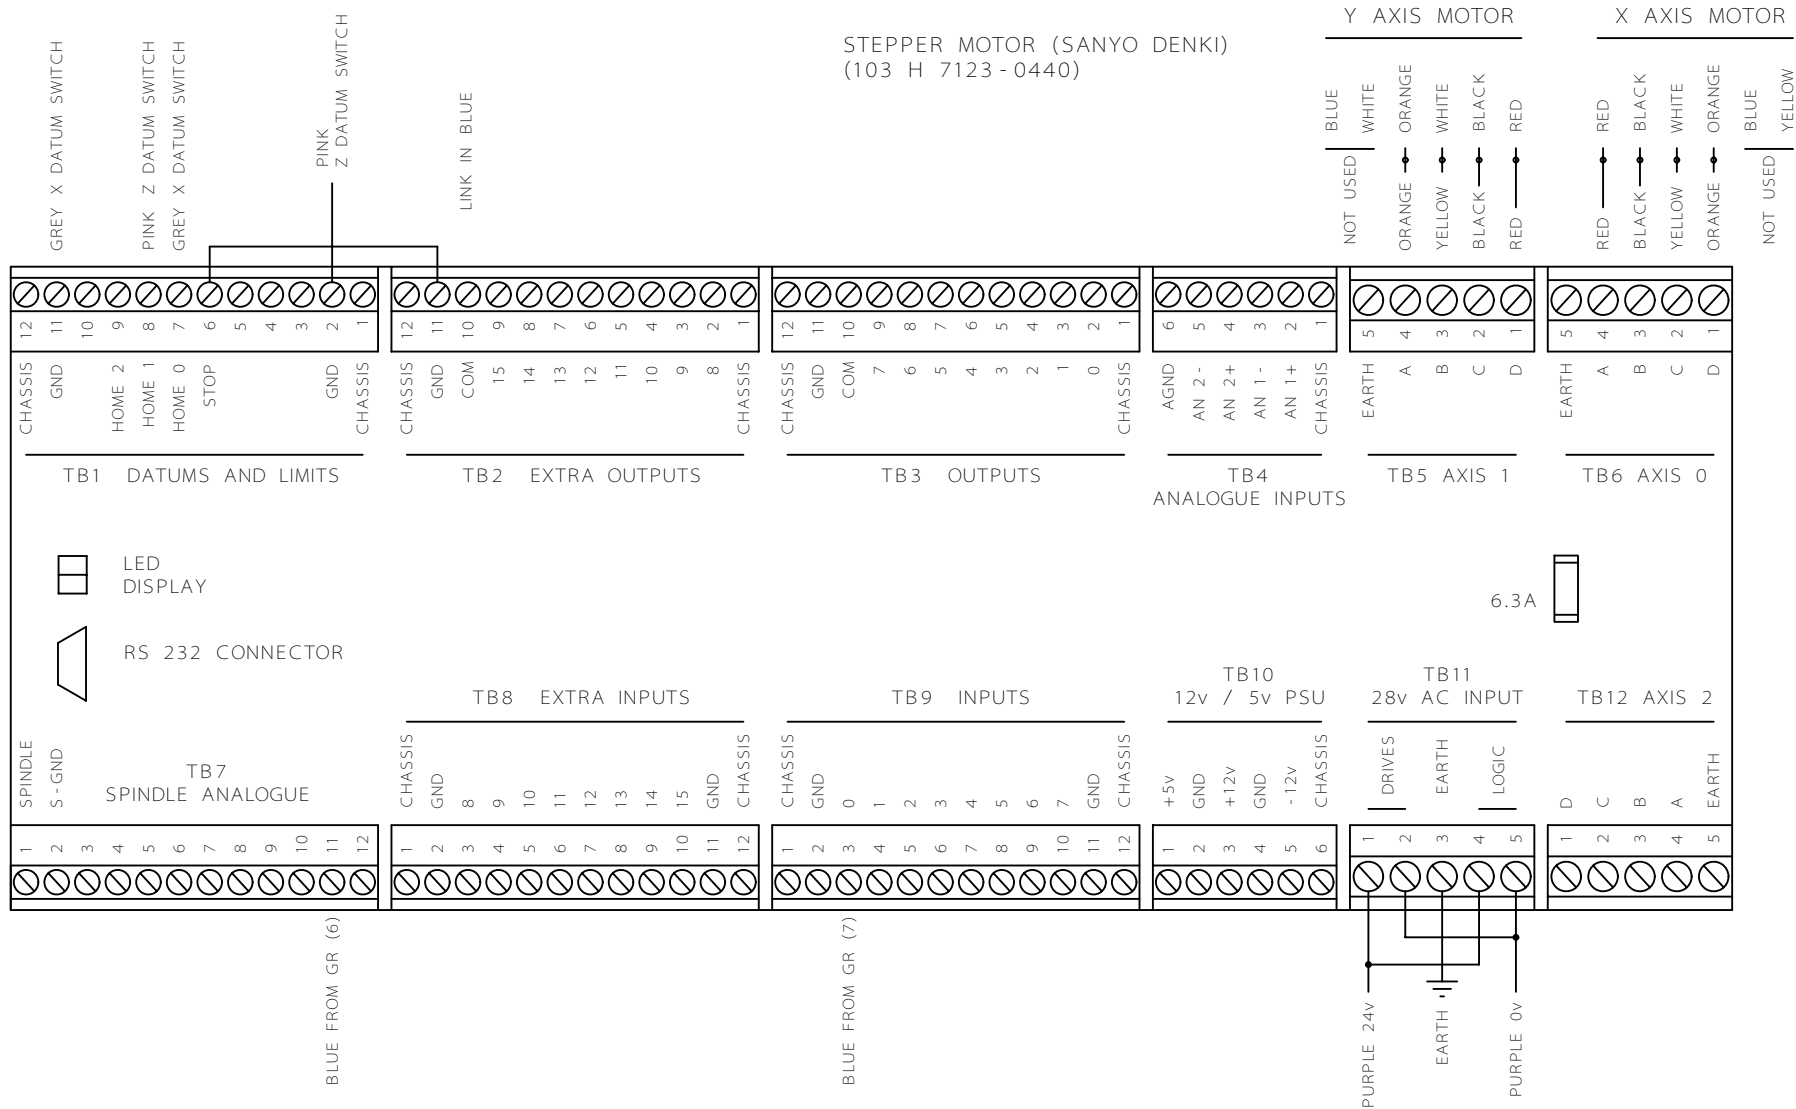 STEPPER MOTOR (SANYO DENKI)
(103 H 7123-0440)
Y AXIS MOTOR
X AXIS MOTOR
GREY X DATUM SWITCH
PINK Z DATUM SWITCH
GREY X DATUM SWITCH
PINK
Z DATUM SWITCH
LINK IN BLUE
BLUE
WHITE
ORANGE
WHITE
BLACK
RED
RED
BLACK
WHITE
ORANGE
BLUE
YELLOW
NOT USED
ORANGE
YELLOW
BLACK
RED
RED
BLACK
YELLOW
ORANGE
NOT USED
12 11 10 9 8 7 6 5 4 3 2 1
12 11 10 9 8 7 6 5 4 3 2 1
12 11 10 9 8 7 6 5 4 3 2 1
6 5 4 3 2 1
5 4 3 2 1
5 4 3 2 1
CHASSIS GND HOME 2 HOME 1 HOME 0 STOP GND CHASSIS
CHASSIS GND COM 15 14 13 12 11 10 9 8 CHASSIS
CHASSIS GND COM 7 6 5 4 3 2 1 0 CHASSIS
AGND AN 2- AN 2+ AN 1- AN 1+ CHASSIS
EARTH A B C D
EARTH A B C D
TB1 DATUMS AND LIMITS
TB2 EXTRA OUTPUTS
TB3 OUTPUTS
TB4
ANALOGUE INPUTS
TB5 AXIS 1
TB6 AXIS 0
LED
DISPLAY
6.3A
RS 232 CONNECTOR
TB8 EXTRA INPUTS
TB9 INPUTS
TB10
12v / 5v PSU
TB11
28v AC INPUT
TB12 AXIS 2
SPINDLE S-GND
TB7
SPINDLE ANALOGUE
CHASSIS GND 8 9 10 11 12 13 14 15 GND CHASSIS
CHASSIS GND 0 1 2 3 4 5 6 7 GND CHASSIS
+5v GND +12v GND -12v CHASSIS
DRIVES EARTH LOGIC
D C B A EARTH
1 2 3 4 5 6 7 8 9 10 11 12
1 2 3 4 5 6 7 8 9 10 11 12
1 2 3 4 5 6 7 8 9 10 11 12
1 2 3 4 5 6
1 2 3 4 5
1 2 3 4 5
BLUE FROM GR (6)
BLUE FROM GR (7)
PURPLE 24v
EARTH
PURPLE 0v